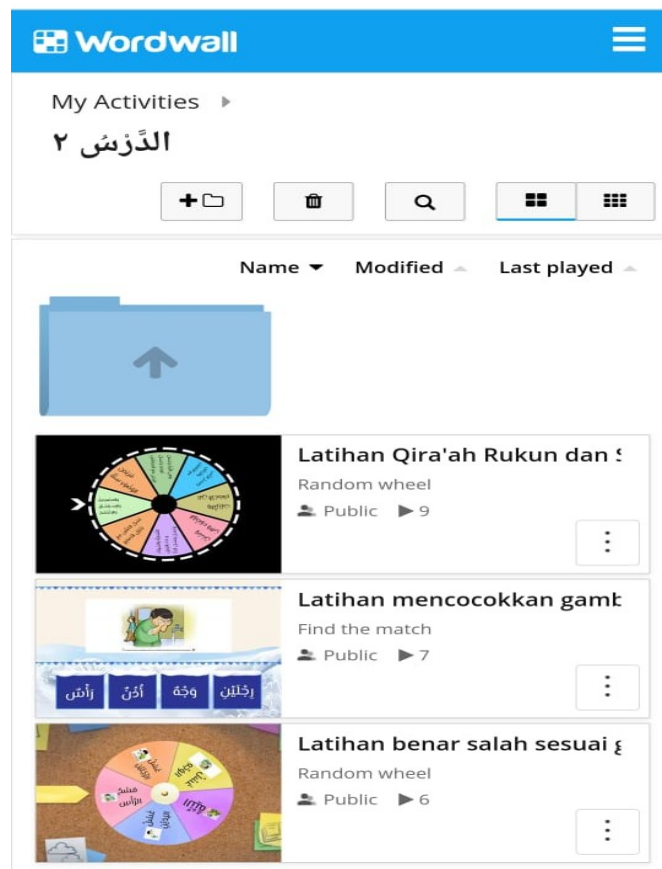 Wordwall
My Activities
الدَّرْسُ ٢
Name Modified Last played
Latihan Qira'ah Rukun dan
Random wheel
Public 9
Latihan mencocokkan gamb
Find the match
Public 7
رِجْلَيْنِ وَجْهٌ أُذُنٌ رَأْسٌ
Latihan benar salah sesuai g
Random wheel
Public 6